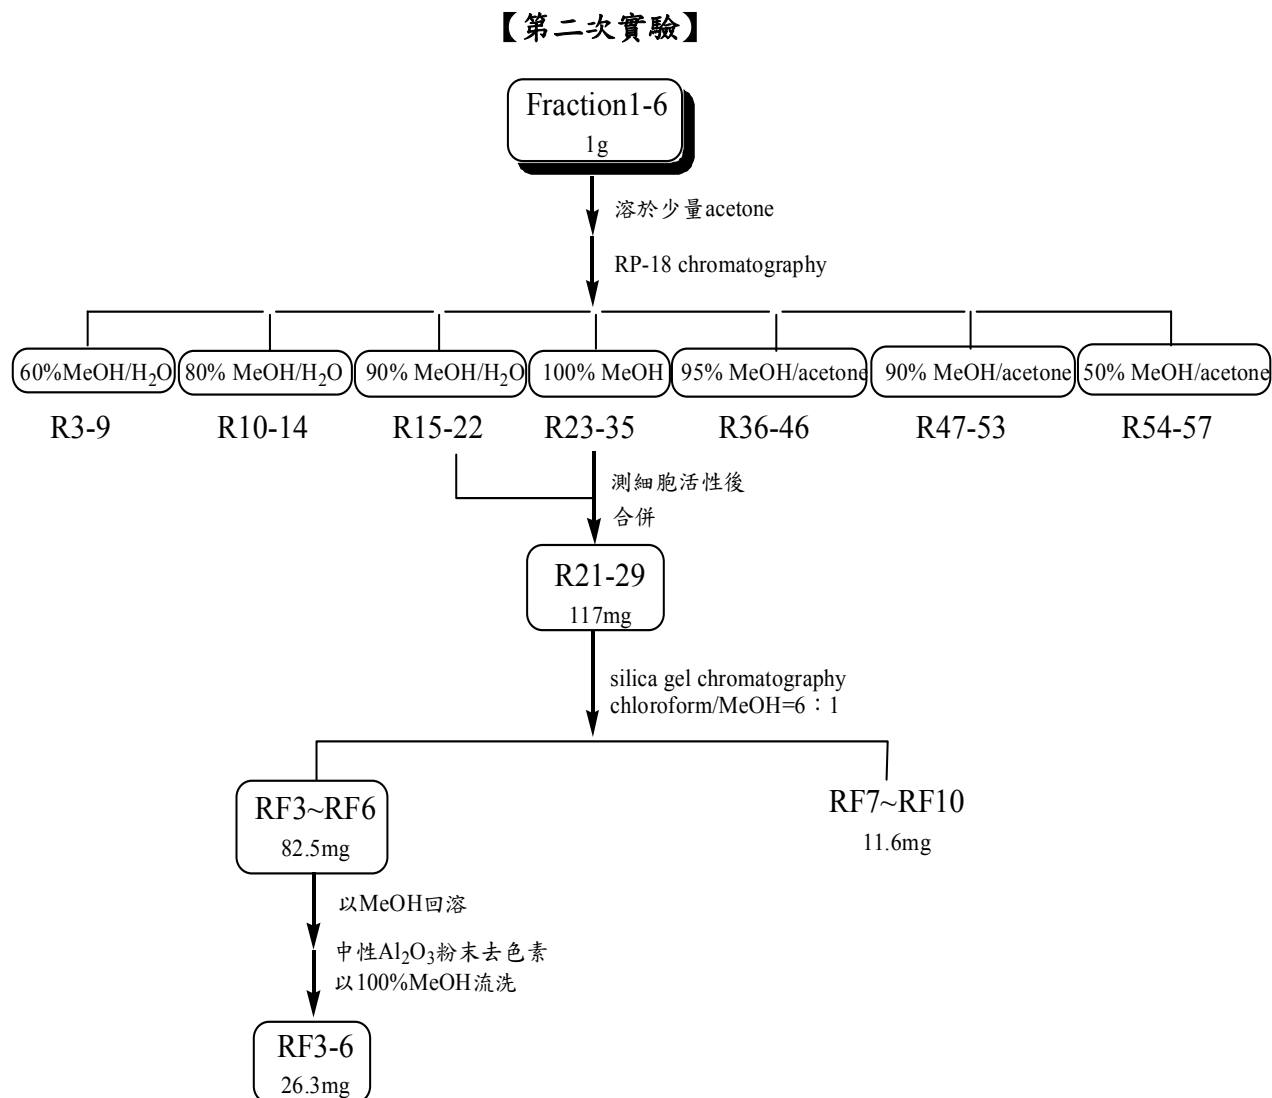 【第二次實驗】
Fraction1-6
1g
溶於少量acetone
RP-18 chromatography
60%MeOH/H₂O
80% MeOH/H₂O
90% MeOH/H₂O
100% MeOH
95% MeOH/acetone
90% MeOH/acetone
50% MeOH/acetone
R3-9
R10-14
R15-22
R23-35
R36-46
R47-53
R54-57
測細胞活性後
合併
R21-29
117mg
silica gel chromatography
chloroform/MeOH=6：1
RF3~RF6
82.5mg
RF7~RF10
11.6mg
以MeOH回溶
中性Al₂O₃粉末去色素
以100%MeOH流洗
RF3-6
26.3mg